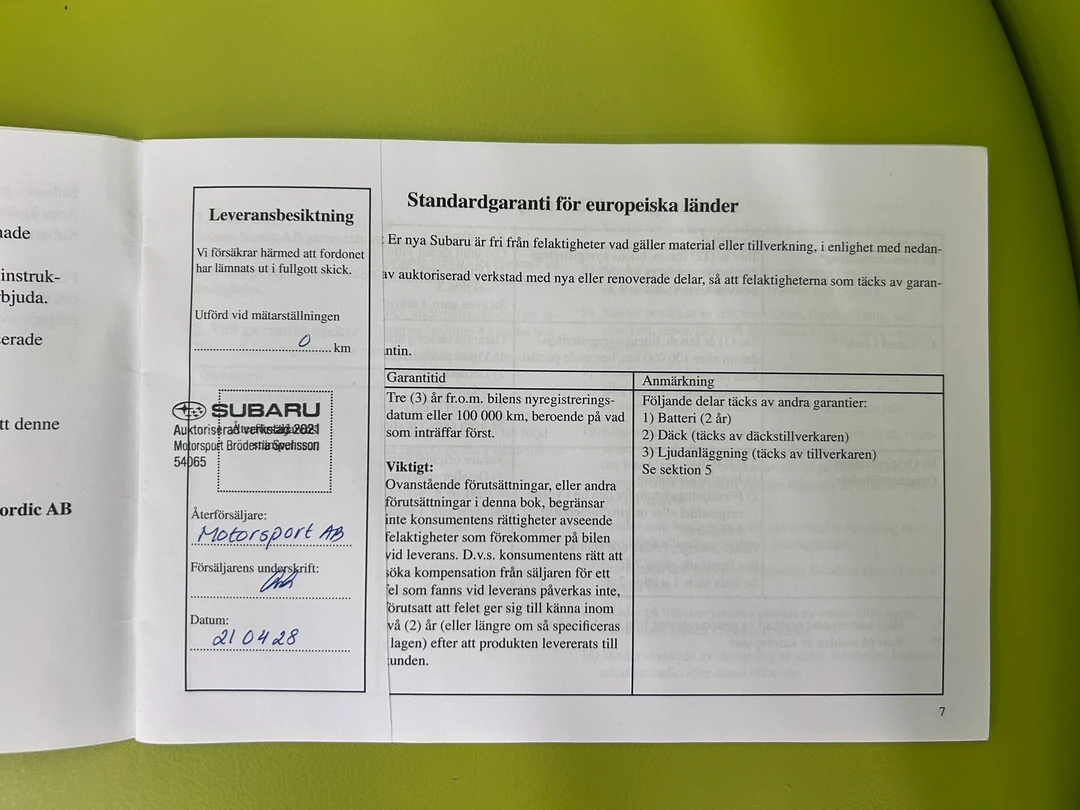 nade
instruk-
rbjuda.
erade
tt denne
ordic AB
Leveransbesiktning
Vi försäkrar härmed att fordonet
har lämnats ut i fullgott skick.
Utförd vid mätarställningen
0 km
SUBARU
Auktoriserad verkstad 2021
Motorsport Bröderna Svensson
54065
Återförsäljare:
Motorsport AB
Försäljarens underskrift:
Datum:
210428
Standardgaranti för europeiska länder
: Er nya Subaru är fri från felaktigheter vad gäller material eller tillverkning, i enlighet med nedan-
av auktoriserad verkstad med nya eller renoverade delar, så att felaktigheterna som täcks av garan-
ntin.
Garantitid
Tre (3) år fr.o.m. bilens nyregistrerings-
datum eller 100 000 km, beroende på vad
som inträffar först.
Viktigt:
Ovanstående förutsättningar, eller andra
förutsättningar i denna bok, begränsar
inte konsumentens rättigheter avseende
felaktigheter som förekommer på bilen
vid leverans. D.v.s. konsumentens rätt att
söka kompensation från säljaren för ett
fel som fanns vid leverans påverkas inte,
förutsatt att felet ger sig till känna inom
två (2) år (eller längre om så specificeras
lagen) efter att produkten levererats till
kunden.
Anmärkning
Följande delar täcks av andra garantier:
1) Batteri (2 år)
2) Däck (täcks av däckstillverkaren)
3) Ljudanläggning (täcks av tillverkaren)
Se sektion 5
7